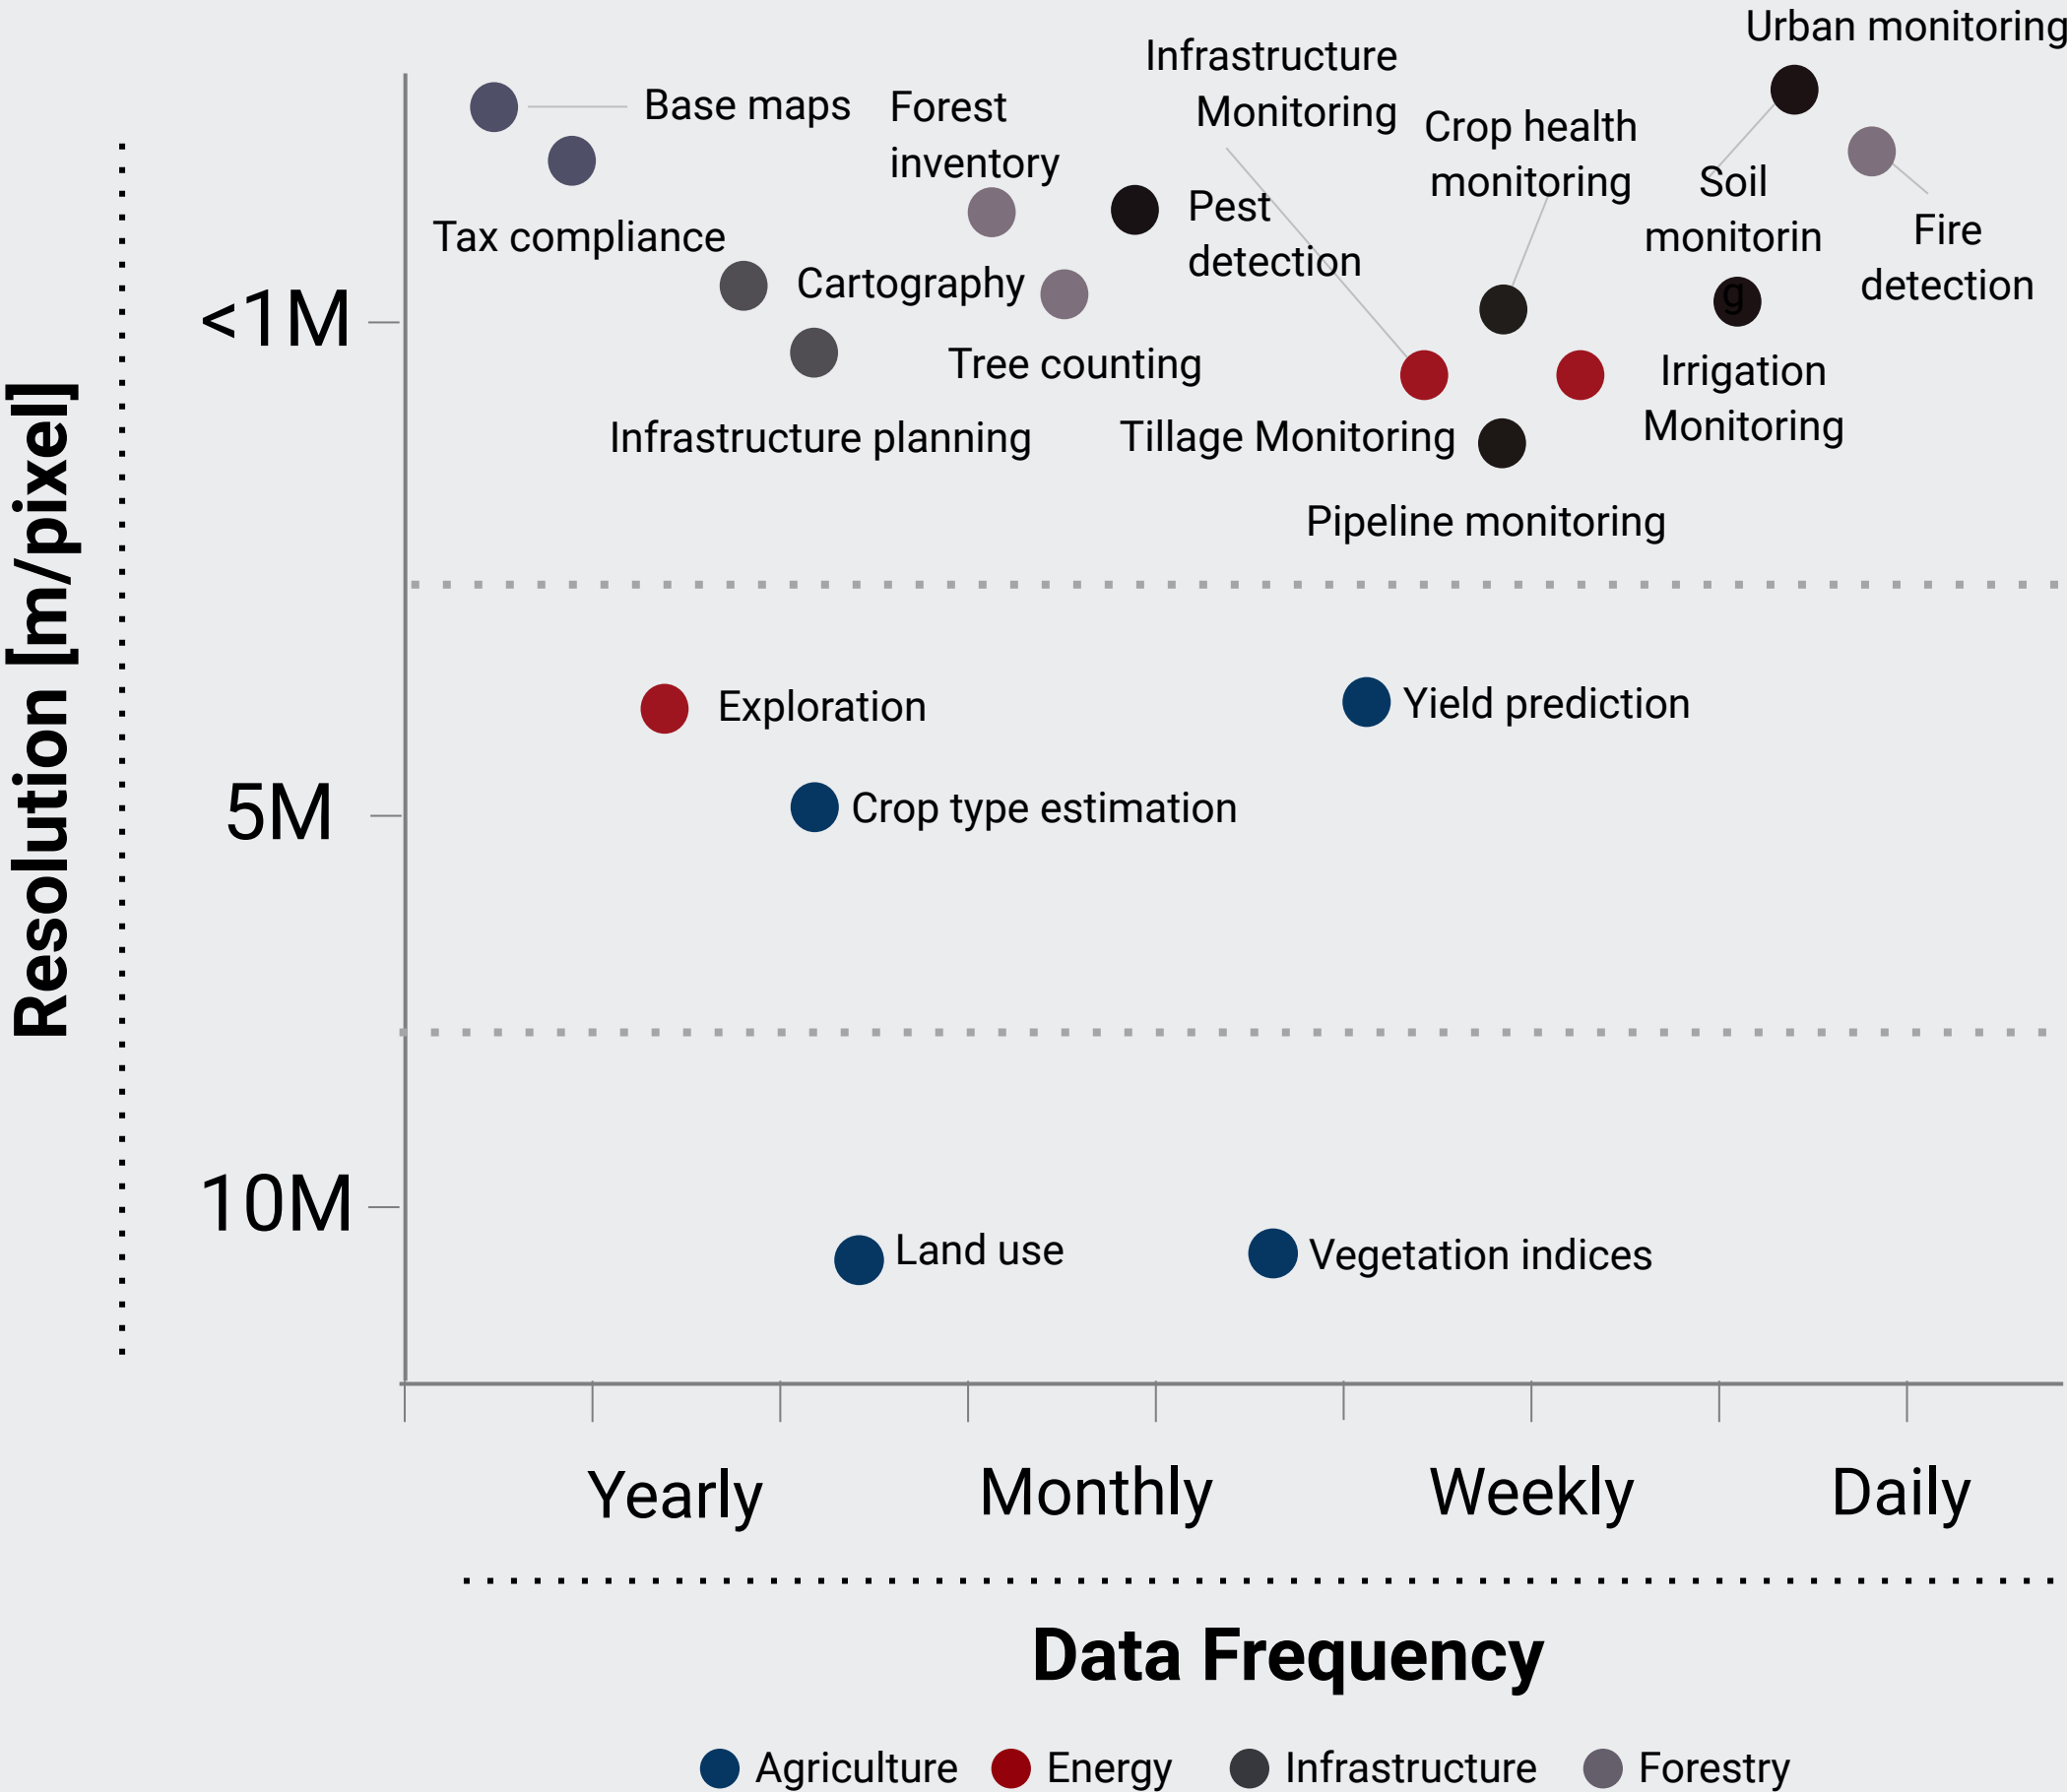 Urban monitoring
Infrastructure
Monitoring
Base maps
Forest
inventory
Crop health
monitoring
Soil
monitorin
g
Pest
detection
Fire
detection
Tax compliance
Cartography
<1M
Tree counting
Irrigation
Monitoring
Infrastructure planning
Tillage Monitoring
Pipeline monitoring
Resolution [m/pixel]
Exploration
Yield prediction
5M
Crop type estimation
10M
Land use
Vegetation indices
Yearly
Monthly
Weekly
Daily
Data Frequency
Agriculture
Energy
Infrastructure
Forestry